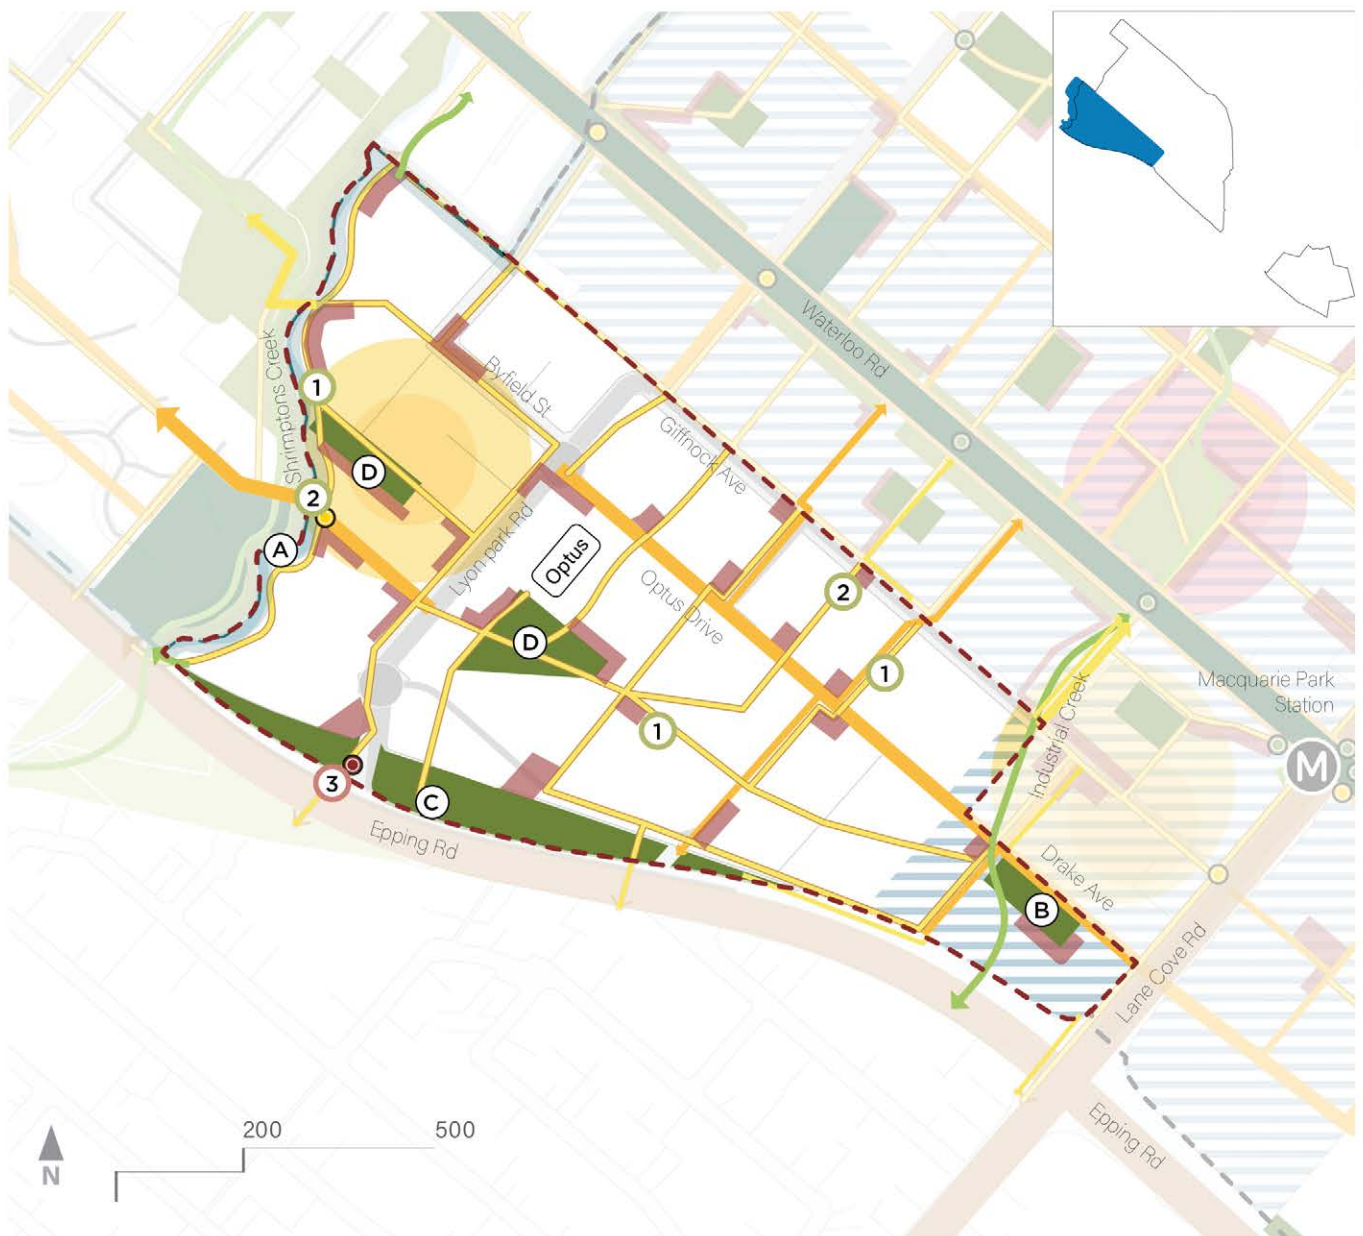 Waterloo Rd
Shrimptons Creek
1
Byfield St
Giffnock Ave
D
2
A
Lyon park Rd
Optus
Optus Drive
2
D
1
1
Industrial Creek
Macquarie Park
Station
M
3
C
Epping Rd
Drake Ave
B
Lane Cove Rd
Epping Rd
200
500
N